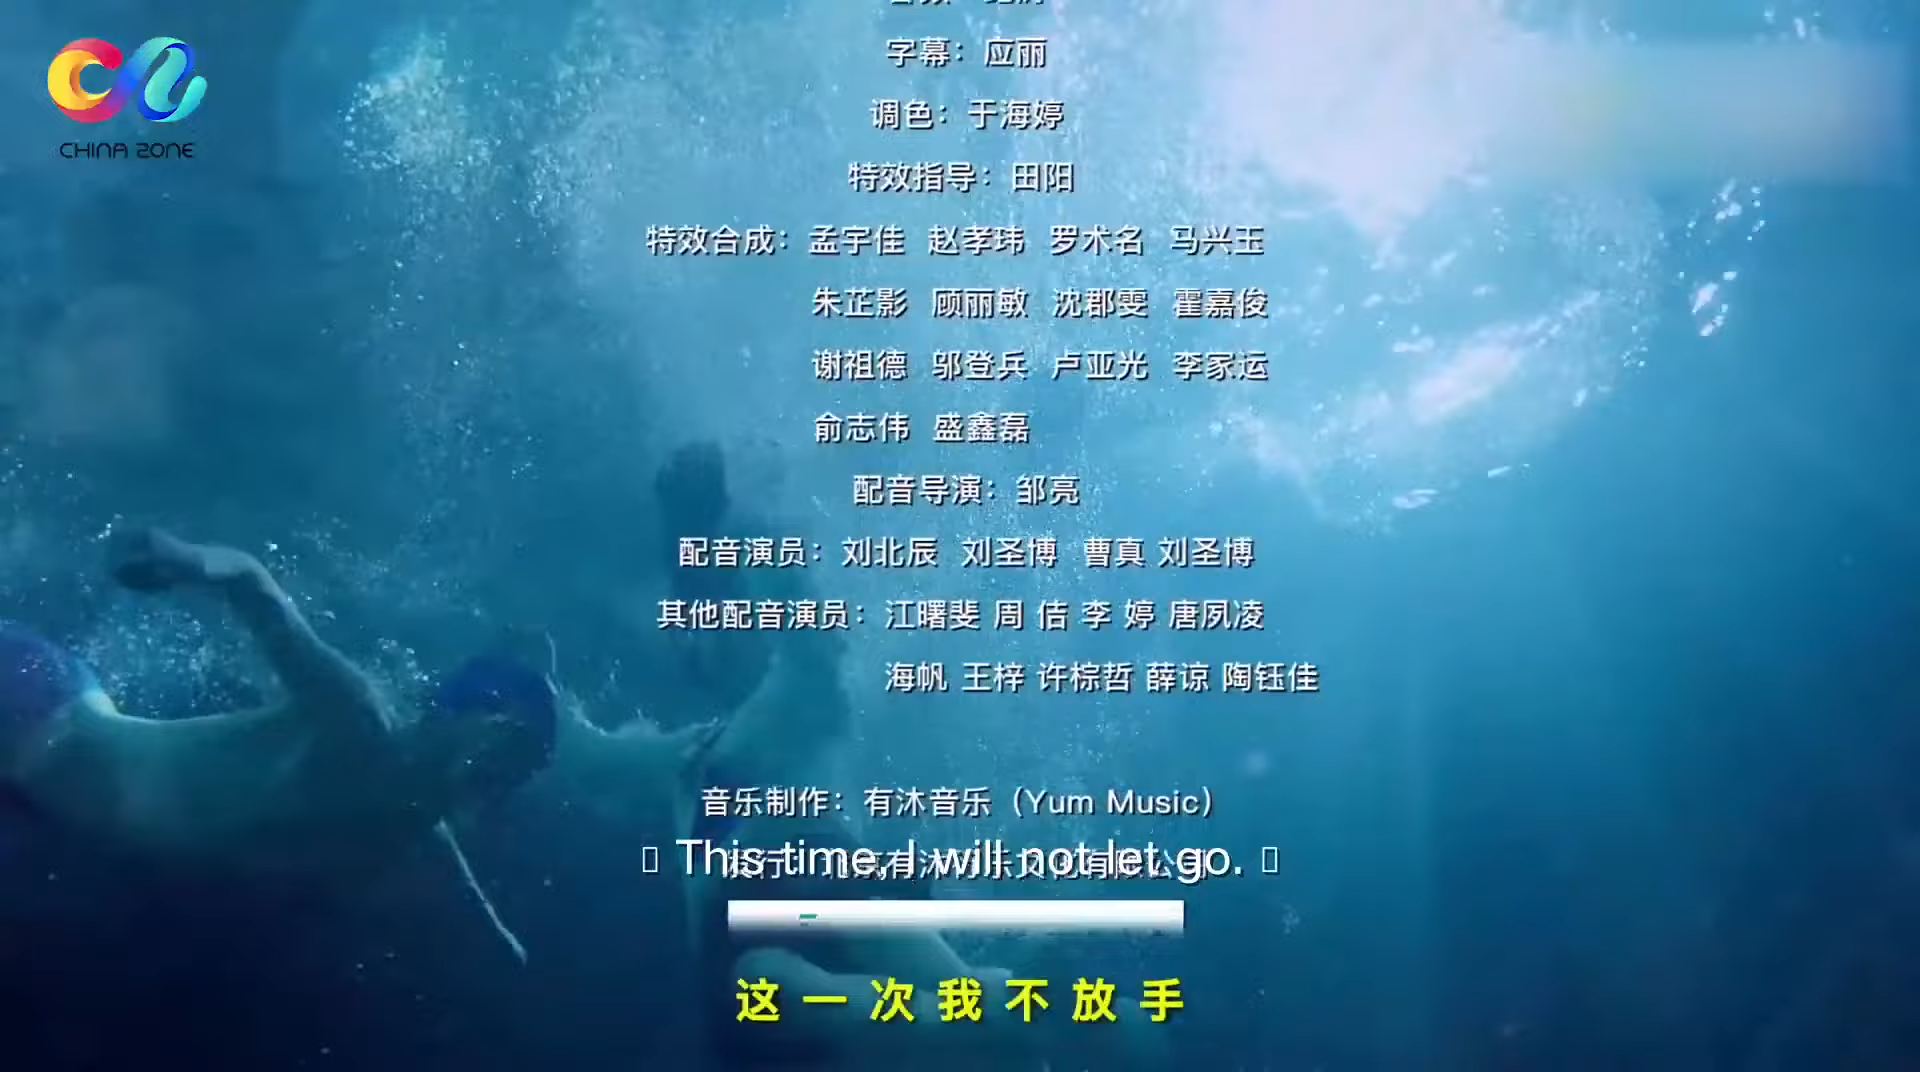 CHINA ZONE
字幕：应丽
调色：于海婷
特效指导：田阳
特效合成：孟宇佳 赵孝玮 罗术名 马兴玉
朱芷影 顾丽敏 沈郡雯 霍嘉俊
谢祖德 邬登兵 卢亚光 李家运
俞志伟 盛鑫磊
配音导演：邹亮
配音演员：刘北辰 刘圣博 曹真 刘圣博
其他配音演员：江曙斐 周 佶 李 婷 唐夙凌
海帆 王梓 许棕哲 薛谅 陶钰佳
音乐制作：有沐音乐（Yum Music）
This time, I will not let go.
这一次我不放手